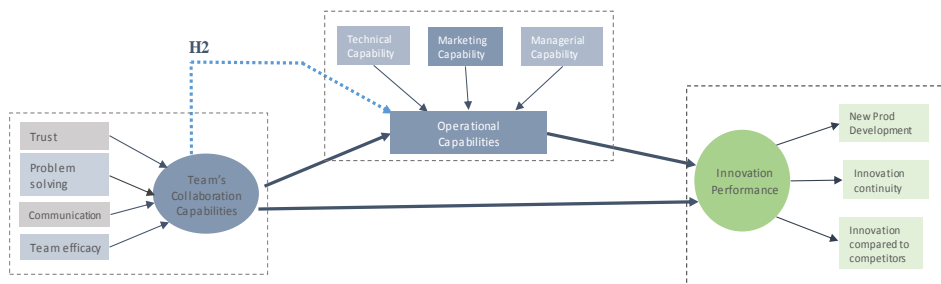 H2
Technical
Capability
Marketing
Capability
Managerial
Capability
Operational
Capabilities
Trust
Problem
solving
Communication
Team efficacy
Team's
Collaboration
Capabilities
Innovation
Performance
New Prod
Development
Innovation
continuity
Innovation
compared to
competitors